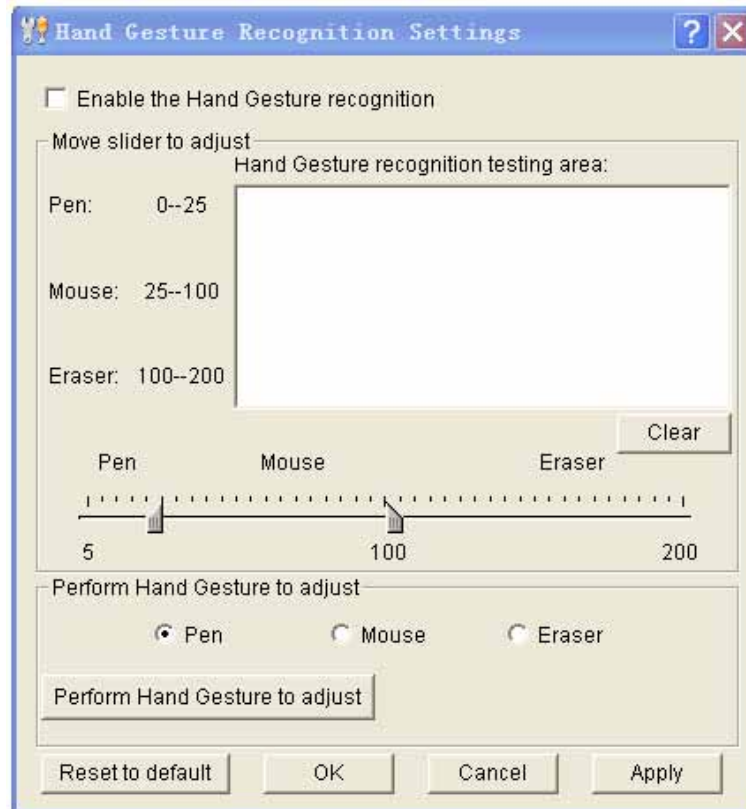 Hand Gesture Recognition Settings
Enable the Hand Gesture recognition
Move slider to adjust
Hand Gesture recognition testing area:
Pen: 0--25
Mouse: 25--100
Eraser: 100--200
Clear
Pen Mouse Eraser
5 100 200
Perform Hand Gesture to adjust
Pen Mouse Eraser
Perform Hand Gesture to adjust
Reset to default OK Cancel Apply